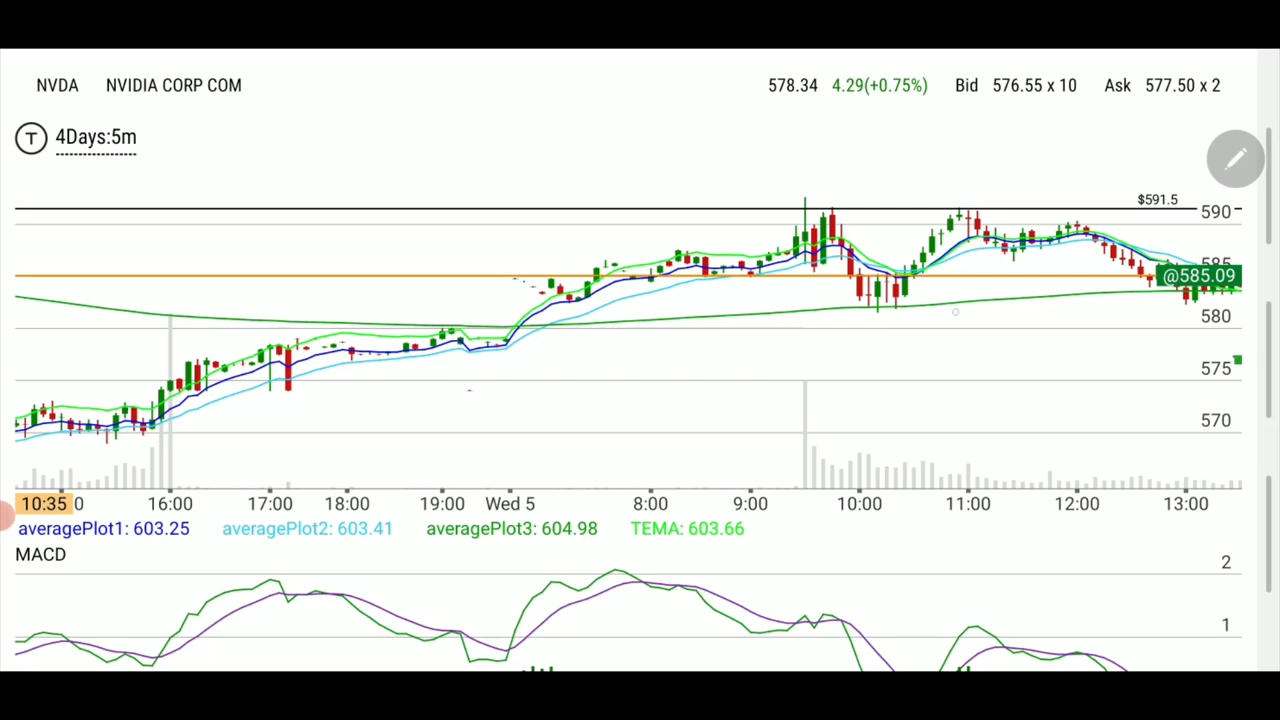 NVDA NVIDIA CORP COM 578.34 4.29(+0.75%) Bid 576.55 x 10 Ask 577.50 x 2
T 4Days:5m
$591.5
590
585
@585.09
580
575
570
10:35 0 16:00 17:00 18:00 19:00 Wed 5 8:00 9:00 10:00 11:00 12:00 13:00
averagePlot1: 603.25 averagePlot2: 603.41 averagePlot3: 604.98 TEMA: 603.66
MACD
2
1